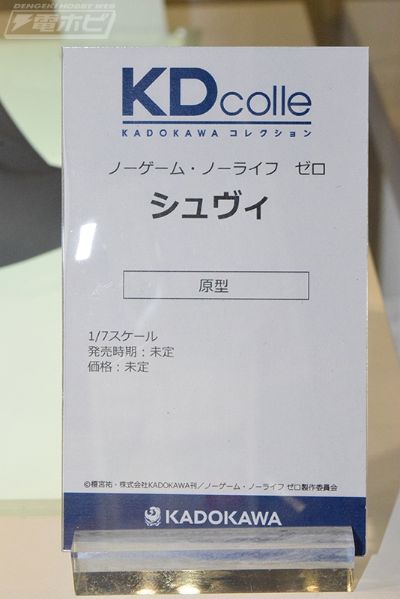 DENGEKI HOBBY WEB
電ホビ
KDcolle
KADOKAWA コレクション
ノーゲーム・ノーライフ ゼロ
シュヴィ
原型
1/7スケール
発売時期：未定
価格：未定
©榎宮祐・株式会社KADOKAWA刊／ノーゲーム・ノーライフ ゼロ製作委員会
KADOKAWA